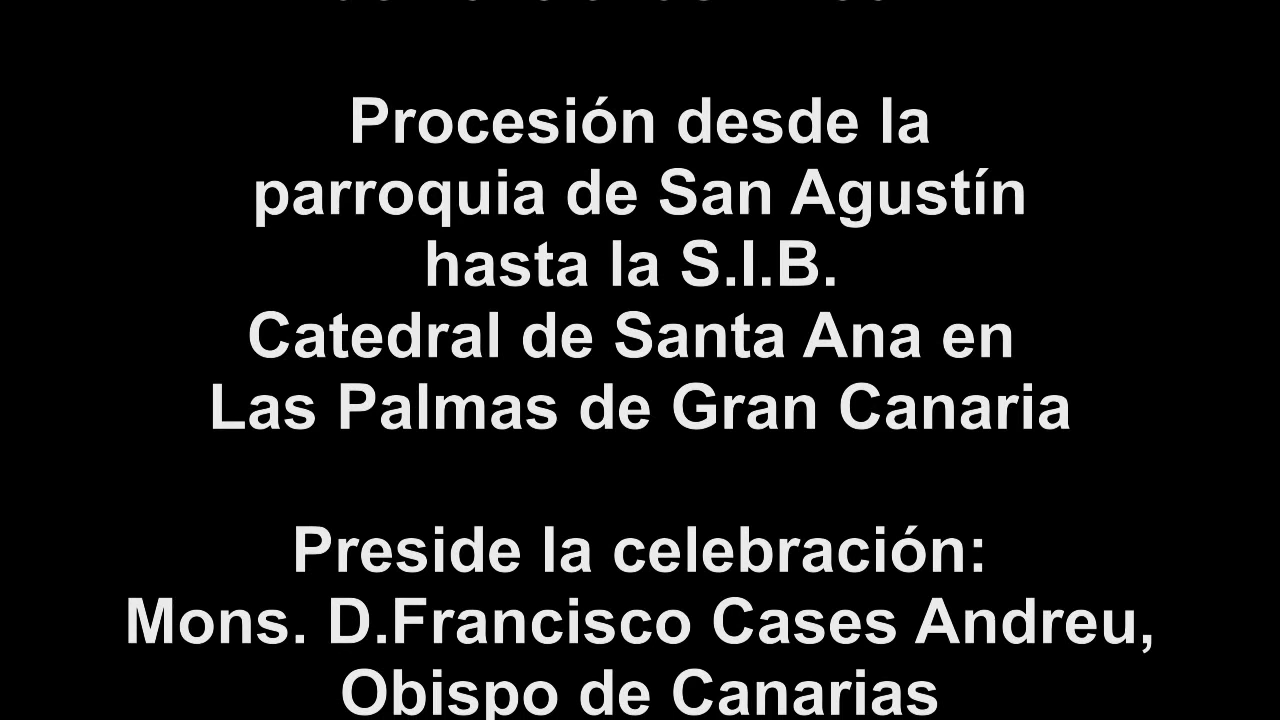 Procesión desde la
parroquia de San Agustín
hasta la S.I.B.
Catedral de Santa Ana en
Las Palmas de Gran Canaria
Preside la celebración:
Mons. D.Francisco Cases Andreu,
Obispo de Canarias